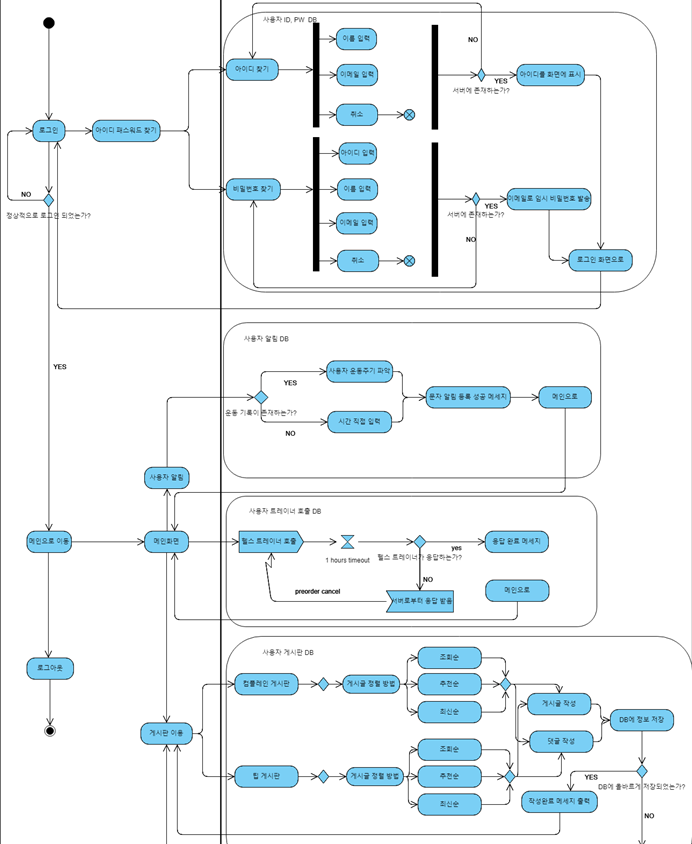 사용자 ID, PW DB
이름 입력
NO
아이디 찾기
이메일 입력
YES
아이디를 화면에 표시
서버에 존재하는가?
취소
로그인
아이디 패스워드 찾기
아이디 입력
비밀번호 찾기
이름 입력
NO
YES
이메일로 임시 비밀번호 발송
정상적으로 로그인 되었는가?
서버에 존재하는가?
이메일 입력
NO
취소
로그인 화면으로
사용자 알림 DB
YES
사용자 운동주기 파악
YES
문자 알림 등록 성공 메세지
메인으로
운동 기록이 존재하는가?
시간 직접 입력
NO
사용자 알림
사용자 트레이너 호출 DB
메인으로 이동
메인화면
헬스 트레이너 호출
응답 완료 메세지
yes
1 hours timeout
헬스 트레이너가 응답하는가?
NO
preorder cancel
서버로부터 응답 받음
메인으로
사용자 게시판 DB
로그아웃
조회순
컴플레인 게시판
게시글 정렬 방법
추천순
최신순
게시글 작성
DB에 정보 저장
게시판 이동
댓글 작성
조회순
팁 게시판
게시글 정렬 방법
추천순
YES
DB에 올바르게 저장되었는가?
최신순
작성완료 메세지 출력
NO